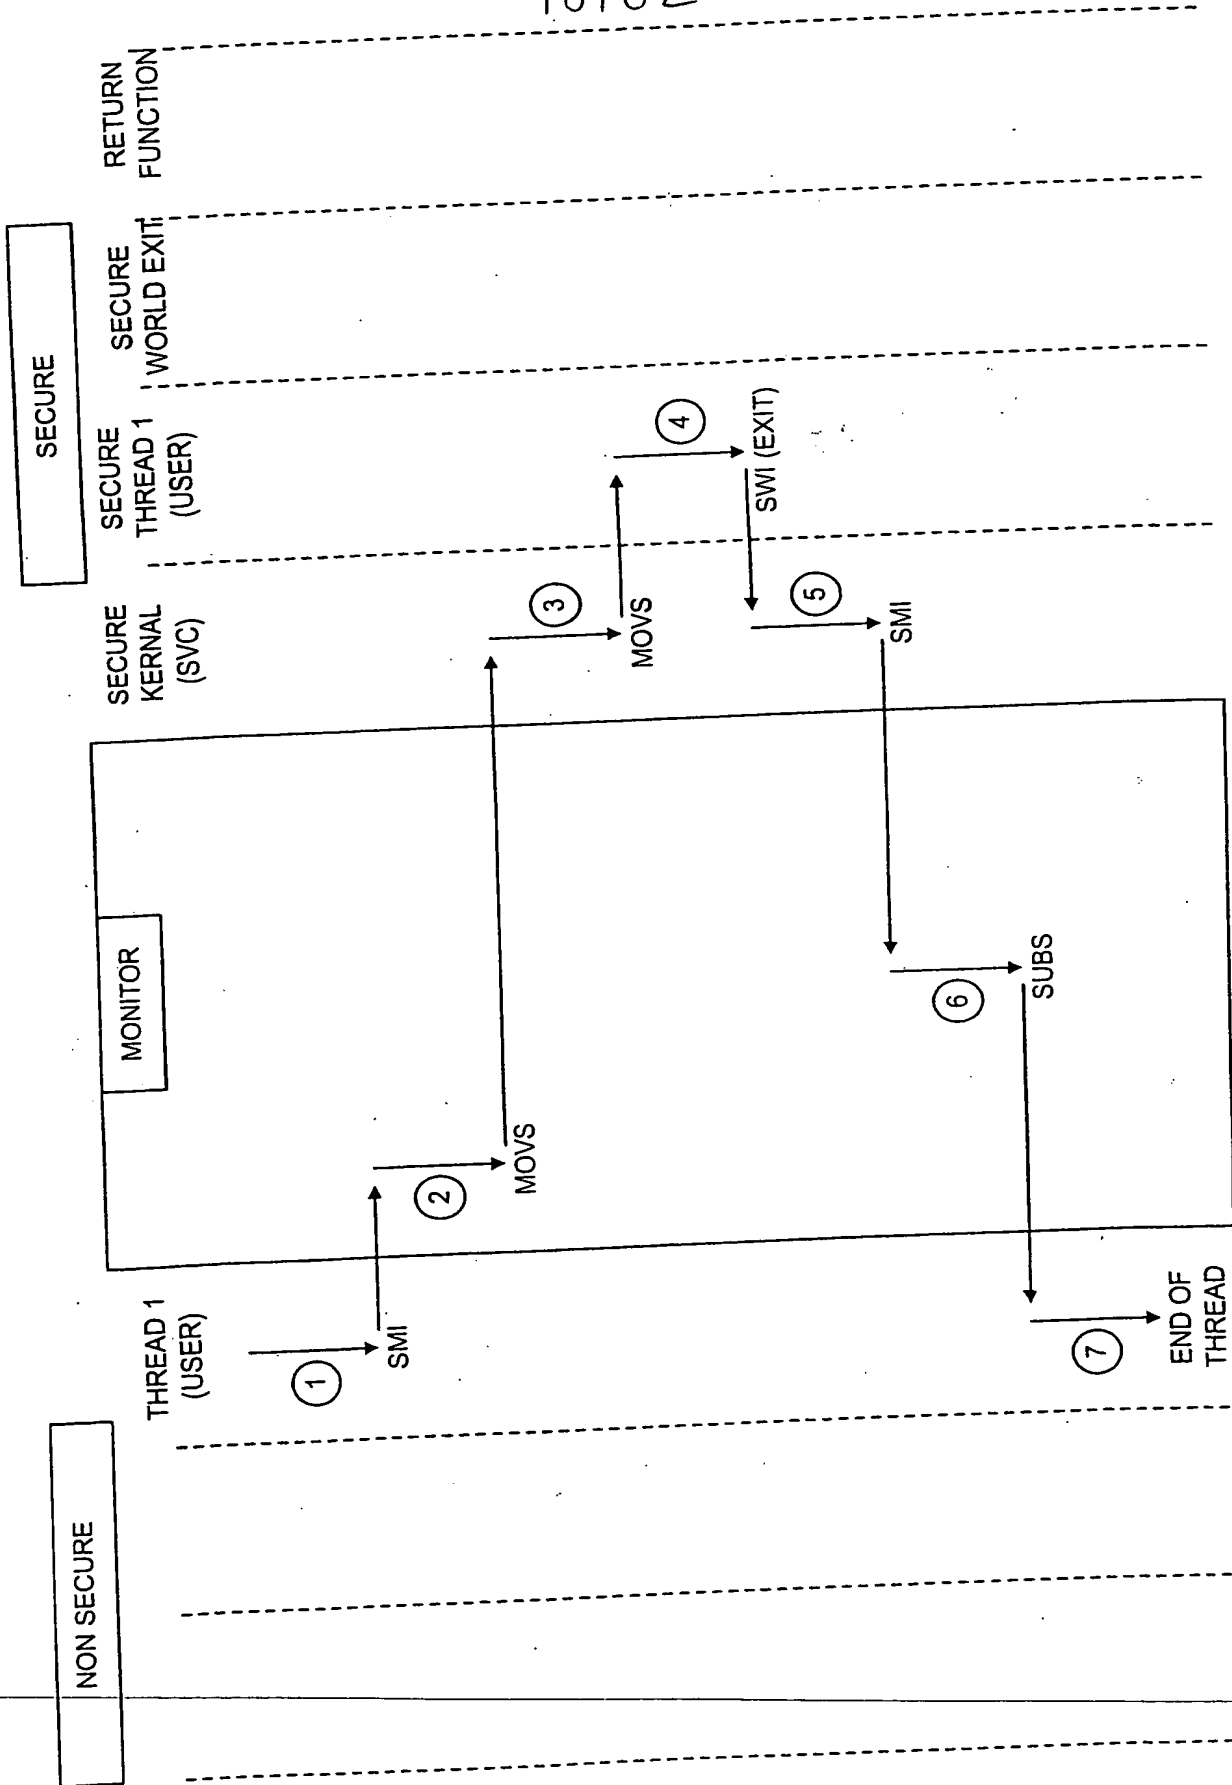 NON SECURE
MONITOR
SECURE
THREAD 1
(USER)
SECURE
KERNAL
(SVC)
SECURE
THREAD 1
(USER)
SECURE
WORLD EXIT
RETURN
FUNCTION
1
SMI
2
MOVS
3
MOVS
4
SWI (EXIT)
5
SMI
6
SUBS
7
END OF
THREAD